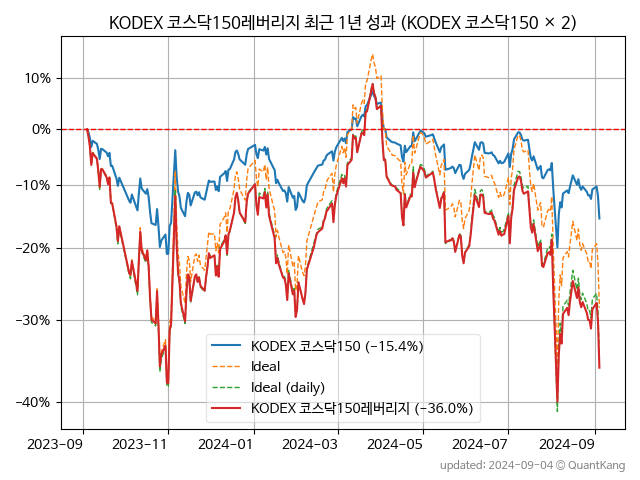 KODEX 코스닥150레버리지 최근 1년 성과 (KODEX 코스닥150 × 2)
10%
0%
−10%
−20%
−30%
−40%
KODEX 코스닥150 (−15.4%)
Ideal
Ideal (daily)
KODEX 코스닥150레버리지 (−36.0%)
2023-09 2023-11 2024-01 2024-03 2024-05 2024-07 2024-09
updated: 2024-09-04 © QuantKang